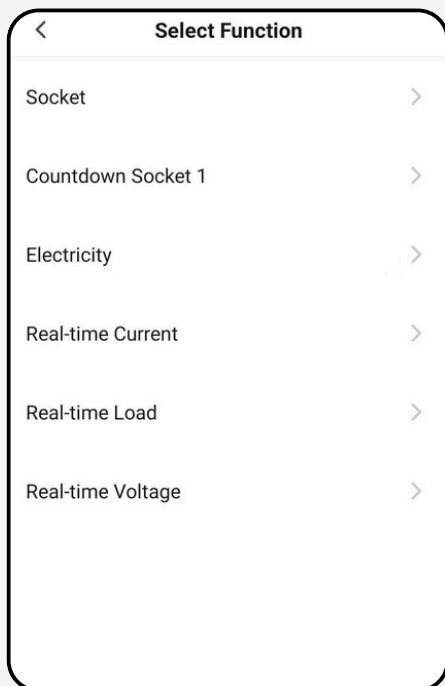 Select Function
Socket
Countdown Socket 1
Electricity
Real-time Current
Real-time Load
Real-time Voltage